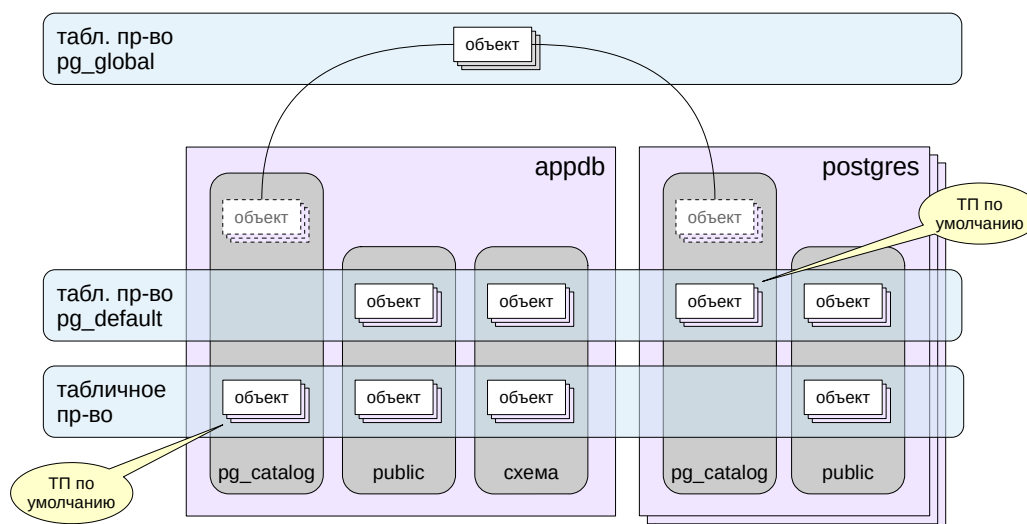 табл. пр-во
pg_global
объект
appdb
postgres
объект
объект
ТП по
умолчанию
табл. пр-во
pg_default
объект
объект
объект
объект
табличное
пр-во
объект
объект
объект
объект
pg_catalog
public
схема
pg_catalog
public
ТП по
умолчанию